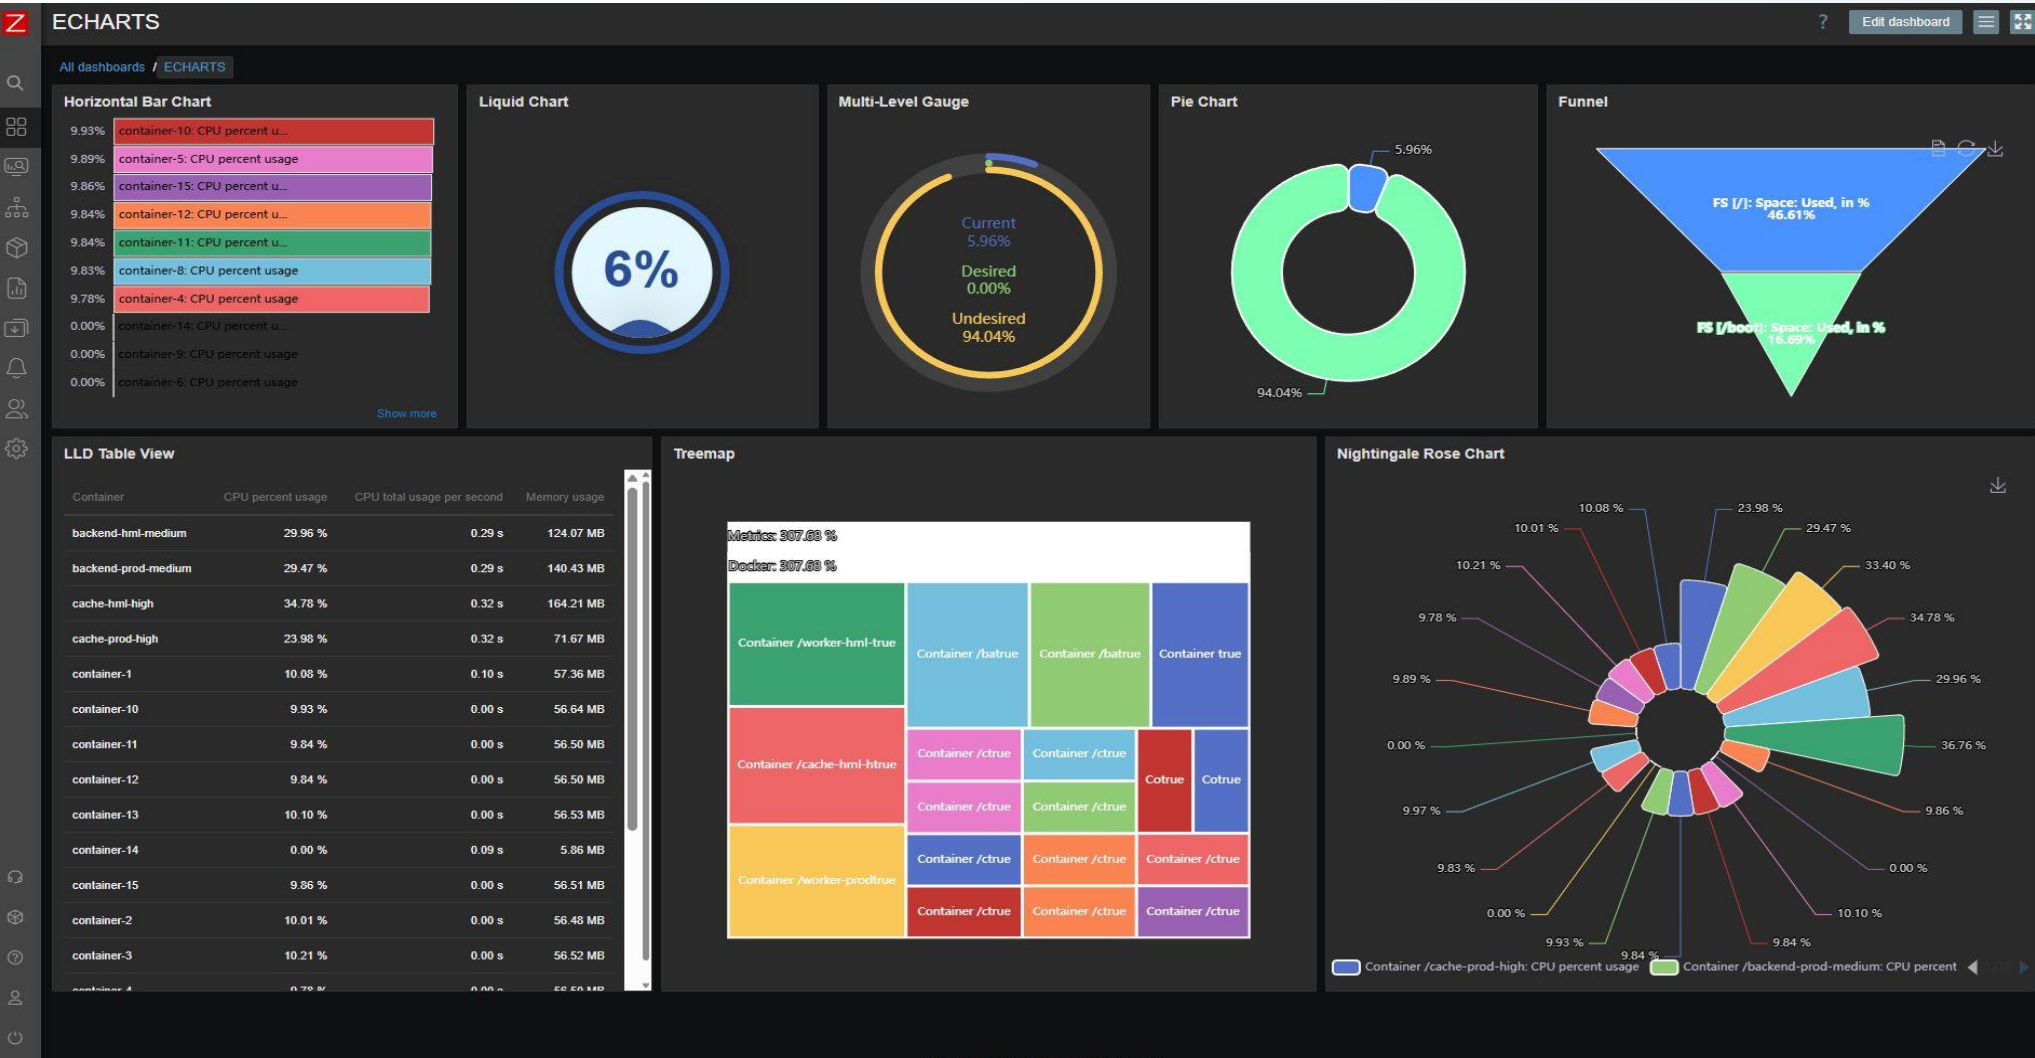 Z
ECHARTS
?
Edit dashboard
All dashboards / ECHARTS
Horizontal Bar Chart
9.93% container-10: CPU percent u...
9.89% container-5: CPU percent usage
9.86% container-15: CPU percent u...
9.84% container-12: CPU percent u...
9.84% container-11: CPU percent u...
9.83% container-8: CPU percent usage
9.78% container-4: CPU percent usage
0.00% container-14: CPU percent u...
0.00% container-9: CPU percent usage
0.00% container-6: CPU percent usage
Show more
Liquid Chart
6%
Multi-Level Gauge
Current
5.96%
Desired
0.00%
Undesired
94.04%
Pie Chart
5.96%
94.04%
Funnel
FS [/]: Space: Used, in %
46.61%
FS [/boot]: Space: Used, in %
16.69%
LLD Table View
Container CPU percent usage CPU total usage per second Memory usage
backend-hml-medium 29.96 % 0.29 s 124.07 MB
backend-prod-medium 29.47 % 0.29 s 140.43 MB
cache-hml-high 34.78 % 0.32 s 164.21 MB
cache-prod-high 23.98 % 0.32 s 71.67 MB
container-1 10.08 % 0.10 s 57.36 MB
container-10 9.93 % 0.00 s 56.64 MB
container-11 9.84 % 0.00 s 56.50 MB
container-12 9.84 % 0.00 s 56.50 MB
container-13 10.10 % 0.00 s 56.53 MB
container-14 0.00 % 0.09 s 5.86 MB
container-15 9.86 % 0.00 s 56.51 MB
container-2 10.01 % 0.00 s 56.48 MB
container-3 10.21 % 0.00 s 56.52 MB
container-4 9.78 % 0.00 s 56.50 MB
Treemap
Metrics: 307.68 %
Docker: 307.68 %
Container /worker-hml-true
Container /batrue
Container /batrue
Container true
Container /cache-hml-htrue
Container /ctrue
Container /ctrue
Cotrue
Cotrue
Container /ctrue
Container /ctrue
Container /worker-prodtrue
Container /ctrue
Container /ctrue
Container /ctrue
Container /ctrue
Container /ctrue
Container /ctrue
Nightingale Rose Chart
10.08 %
23.98 %
10.01 %
29.47 %
10.21 %
33.40 %
9.78 %
34.78 %
9.89 %
29.96 %
0.00 %
36.76 %
9.97 %
9.86 %
9.83 %
0.00 %
0.00 %
10.10 %
9.93 %
9.84 %
9.84 %
Container /cache-prod-high: CPU percent usage
Container /backend-prod-medium: CPU percent